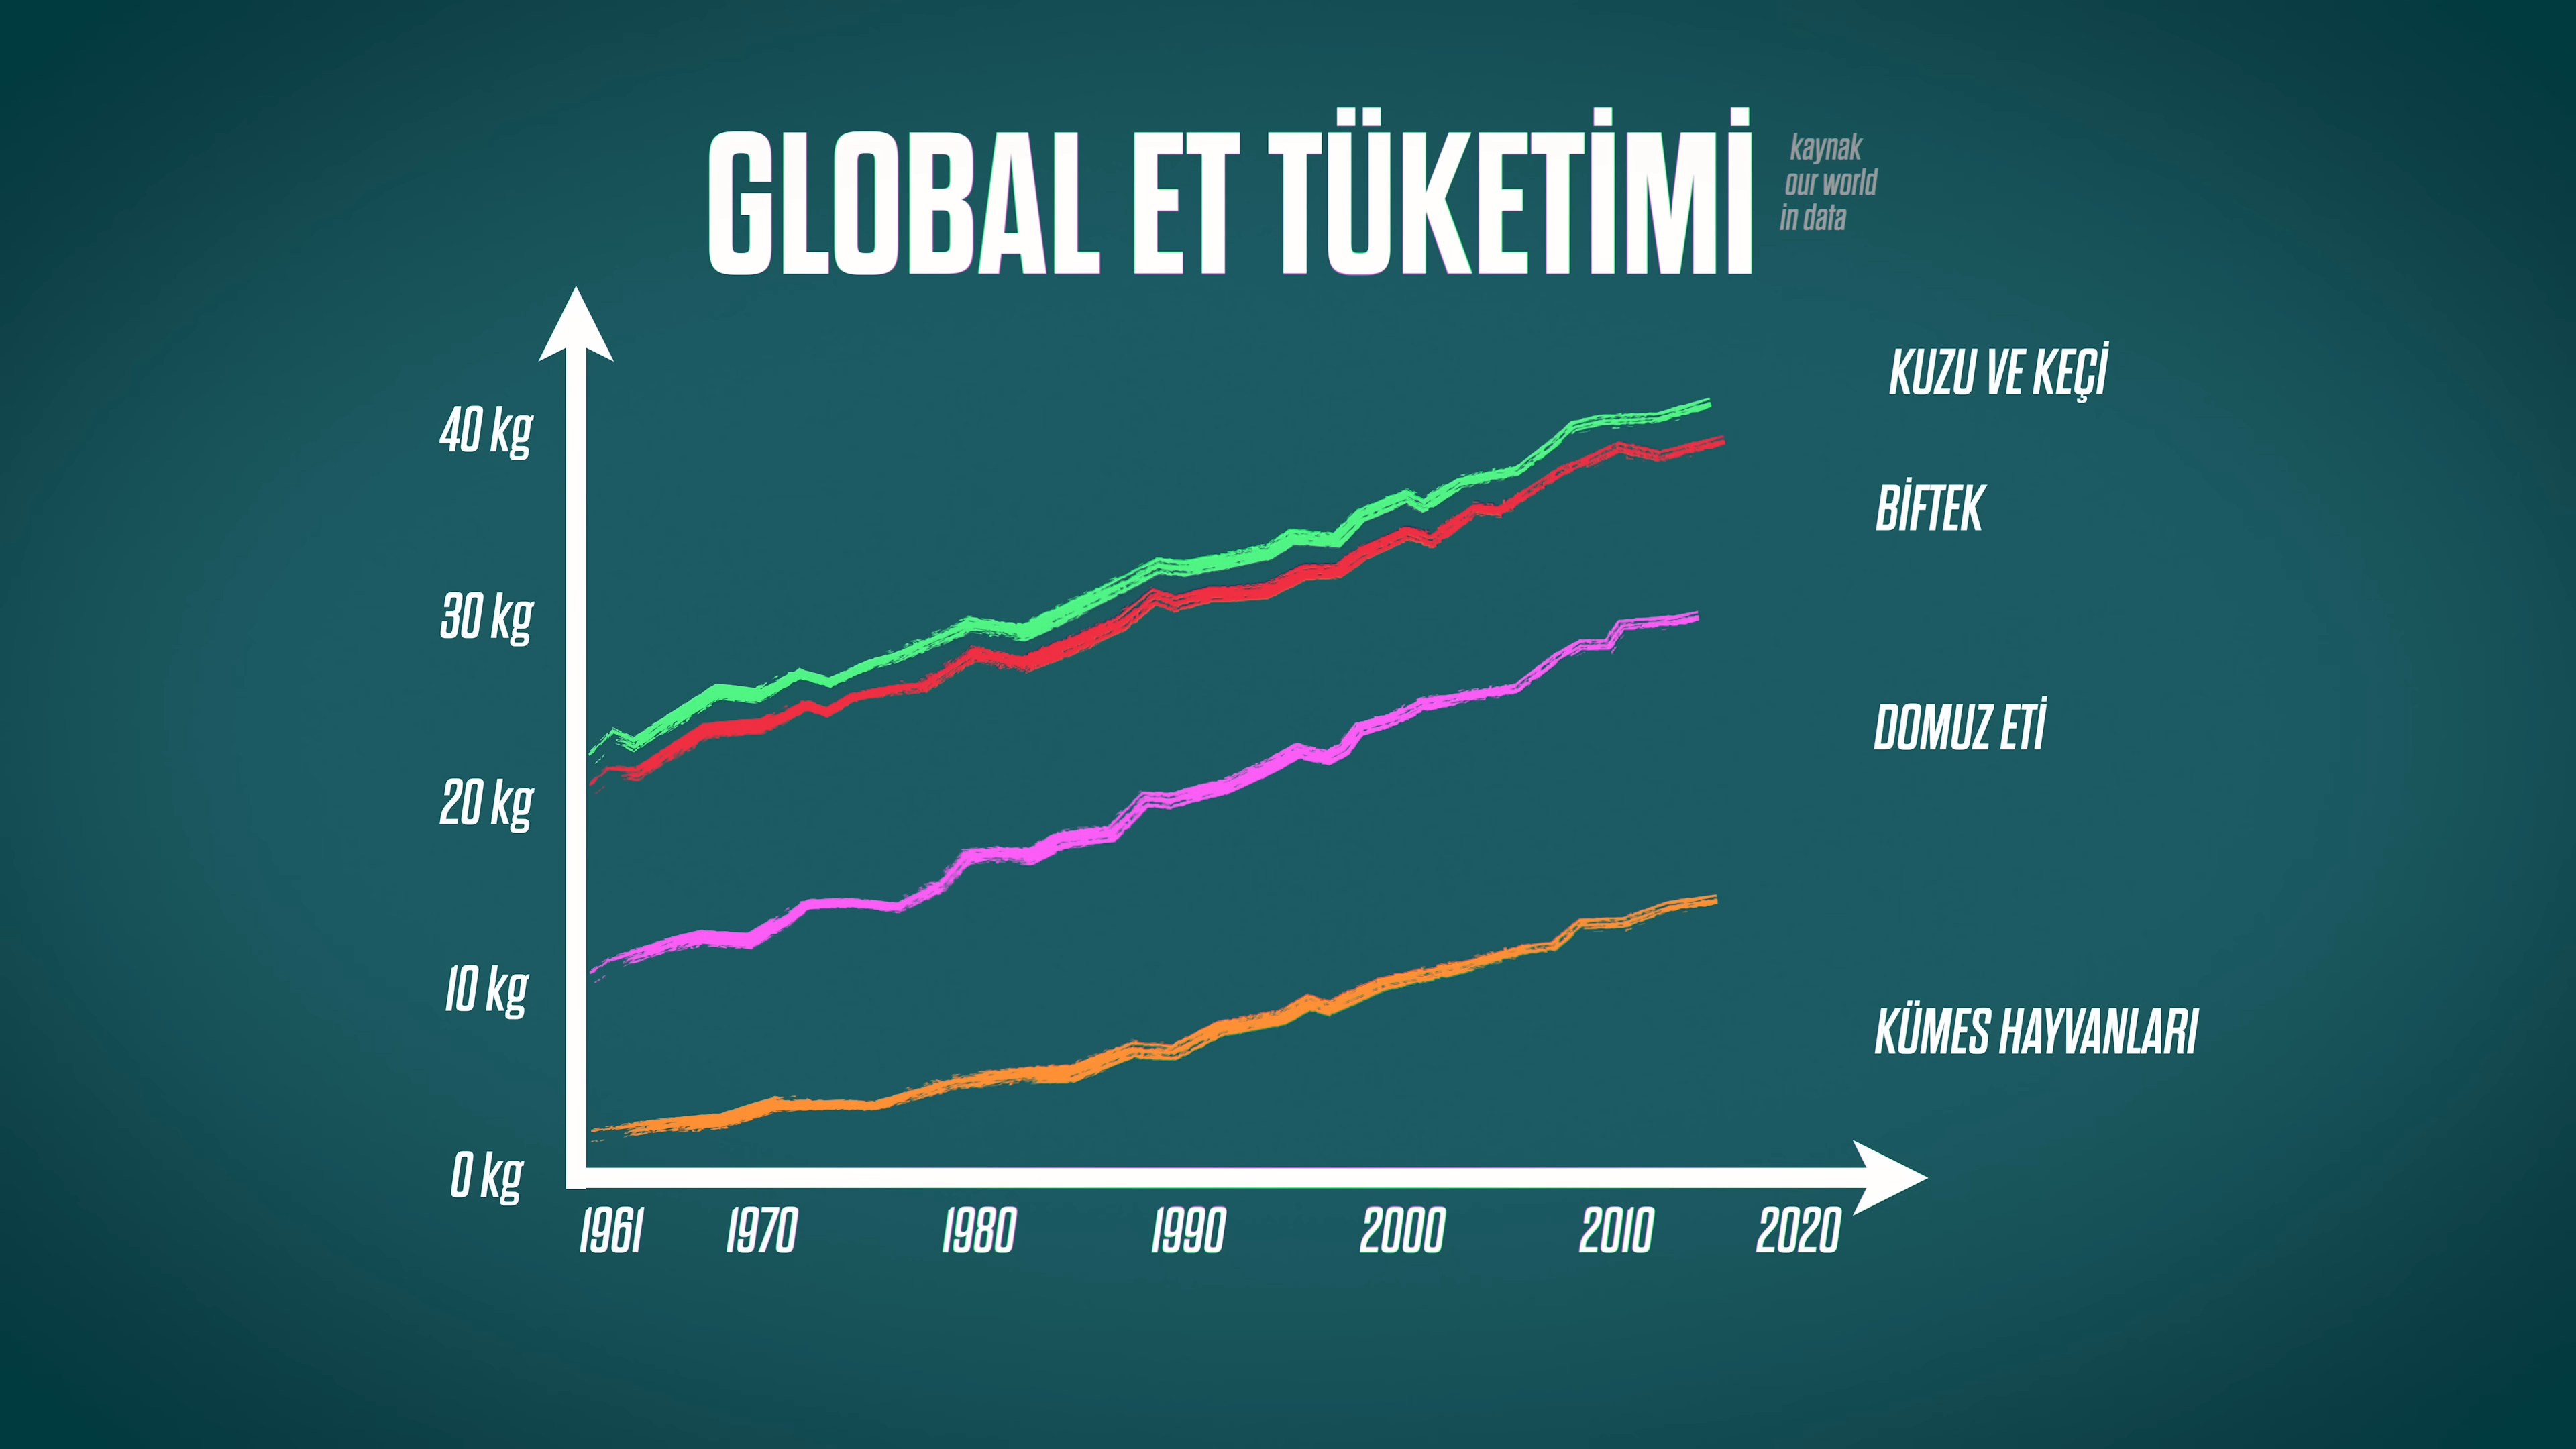 GLOBAL ET TÜKETİMİ
kaynak
our world
in data
KUZU VE KEÇİ
40 kg
BİFTEK
30 kg
DOMUZ ETİ
20 kg
10 kg
KÜMES HAYVANLARI
0 kg
1961 1970 1980 1990 2000 2010 2020